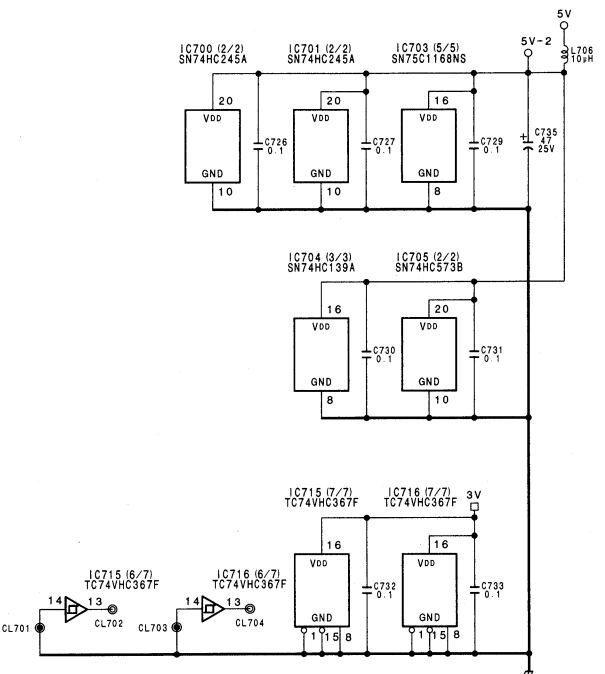 5V
5V-2
L706
10μH
IC700 (2/2)
SN74HC245A
IC701 (2/2)
SN74HC245A
IC703 (5/5)
SN75C1168NS
20
VDD
GND
10
C726
0.1
20
VDD
GND
10
C727
0.1
16
VDD
GND
8
C729
0.1
+
C735
47
25V
IC704 (3/3)
SN74HC139A
IC705 (2/2)
SN74HC573B
16
VDD
GND
8
C730
0.1
20
VDD
GND
10
C731
0.1
IC715 (7/7)
TC74VHC367F
IC716 (7/7)
TC74VHC367F
3V
16
VDD
GND
1 15 8
C732
0.1
16
VDD
GND
1 15 8
C733
0.1
IC715 (6/7)
TC74VHC367F
14 13
CL701
CL702
IC716 (6/7)
TC74VHC367F
14 13
CL703
CL704